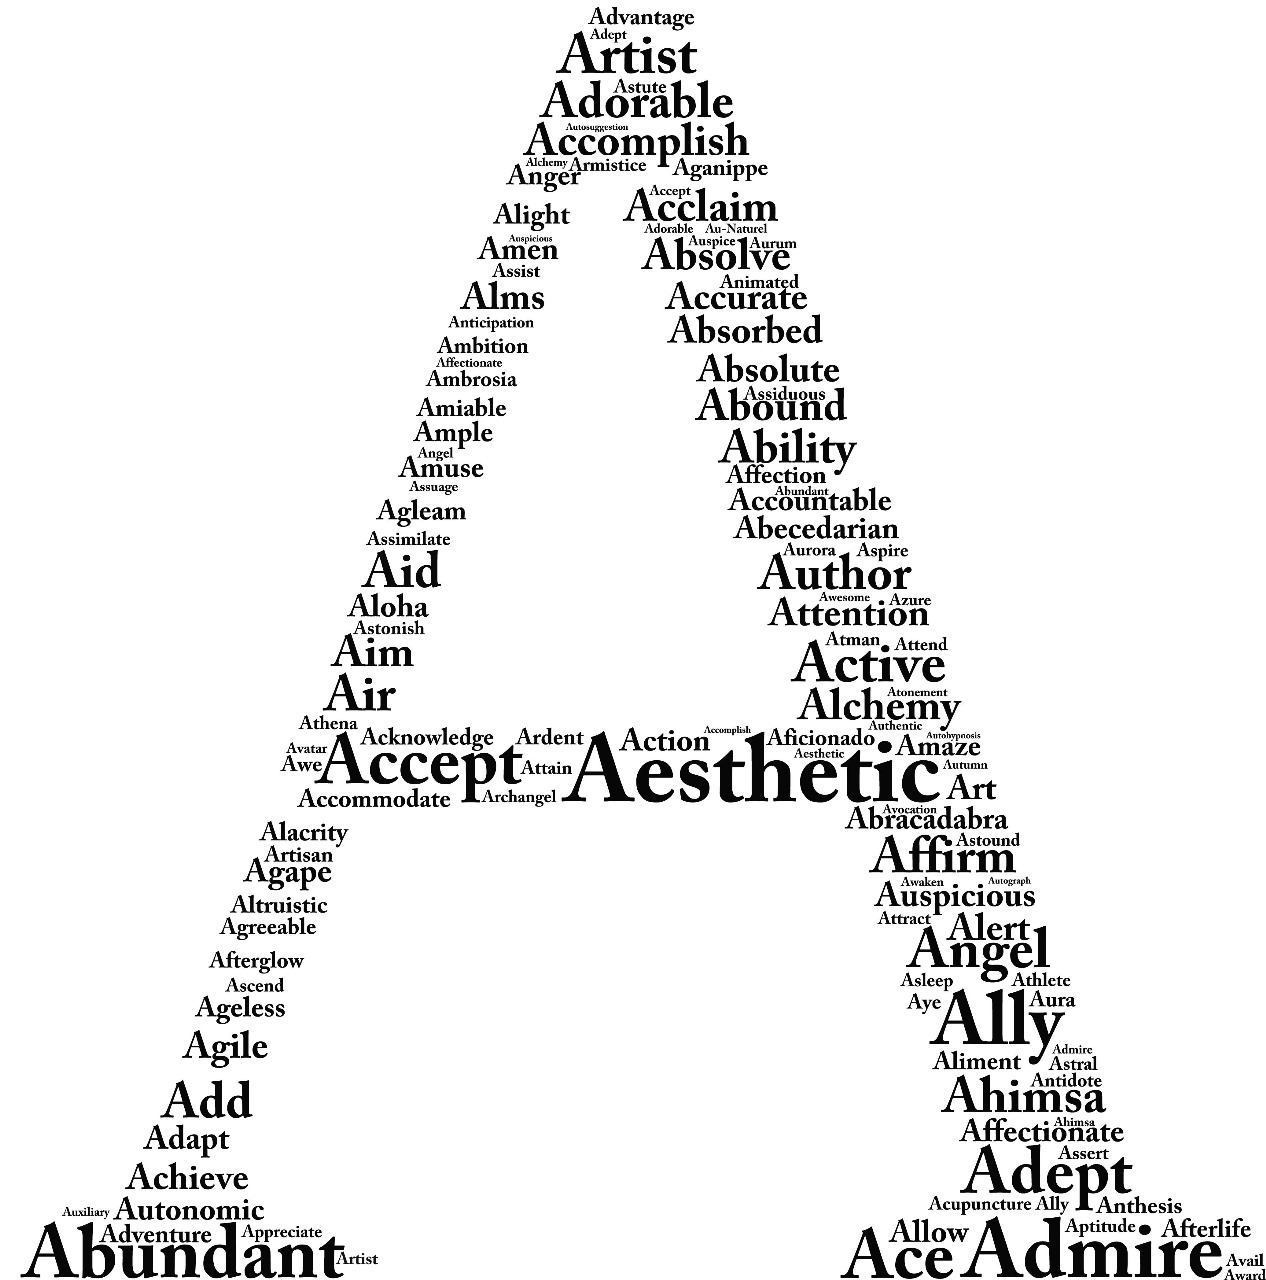 Advantage
Adept
Artist
Astute
Adorable
Autosuggestion
Accomplish
Alchemy Armistice Aganippe
Anger
Accept
Alight Acclaim
Adorable Au-Naturel
Auspicious Auspice Aurum
Amen Absolve
Assist
Animated
Alms Accurate
Anticipation Absorbed
Ambition
Affectionate Absolute
Ambrosia
Assiduous
Amiable Abound
Ample
Ability
Angel
Amuse Affection
Assuage Abundant
Accountable
Agleam
Abecedarian
Assimilate
Aurora Aspire
Aid Author
Awesome Azure
Aloha Attention
Astonish
Atman Attend
Aim Active
Air Atonement
Alchemy
Athena Authentic
Acknowledge Ardent Action Accomplish Aficionado Autohypnosis
Avatar Amaze
Aesthetic
Awe Accept Attain Aesthetic Autumn
Art
Accommodate Archangel
Avocation
Abracadabra
Alacrity
Astound
Artisan Affirm
Agape
Awaken Autograph
Auspicious
Altruistic
Attract Alert
Agreeable
Angel
Afterglow
Asleep Athlete
Ascend
Aye Ally Aura
Ageless
Agile Admire
Aliment Astral
Antidote
Add Ahimsa
Ahimsa
Adapt Affectionate
Assert
Achieve Adept
Acupuncture Ally Anthesis
Auxiliary Autonomic
Adventure Appreciate Allow Aptitude Afterlife
Abundant Artist Ace Admire Avail
Award